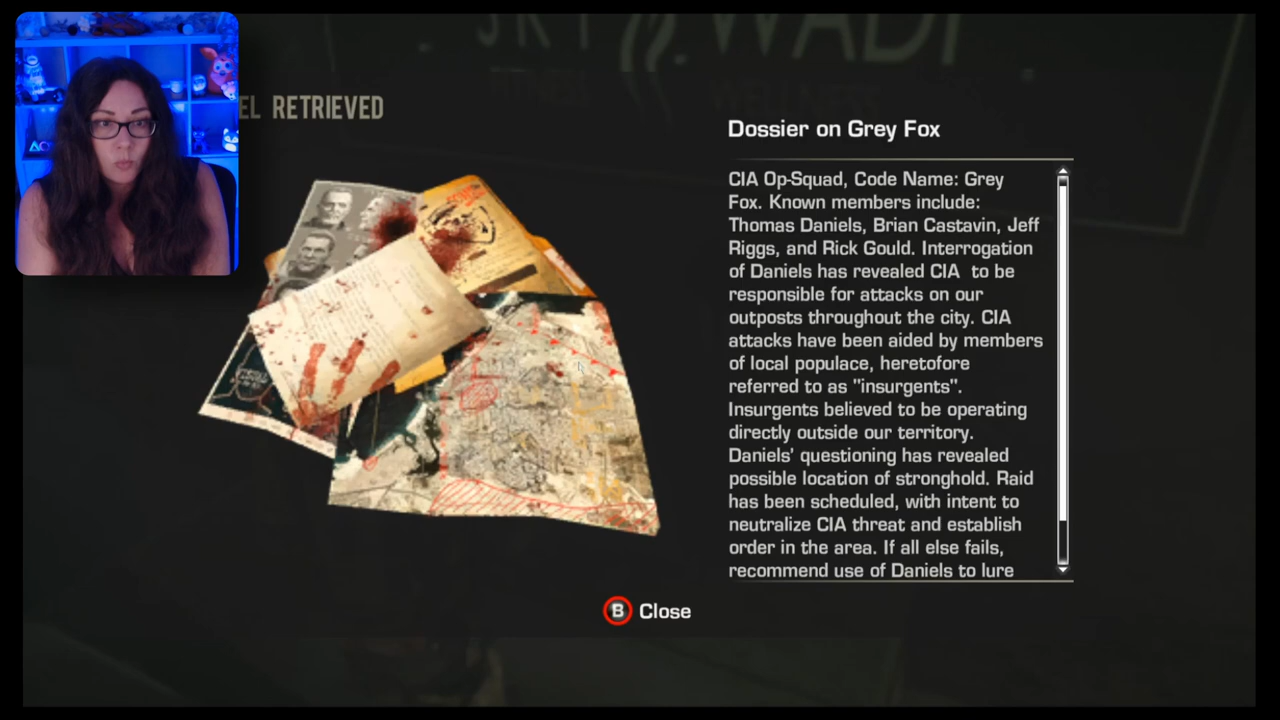 SKY WADI
EL RETRIEVED
Dossier on Grey Fox
CIA Op-Squad, Code Name: Grey
Fox. Known members include:
Thomas Daniels, Brian Castavin, Jeff
Riggs, and Rick Gould. Interrogation
of Daniels has revealed CIA  to be
responsible for attacks on our
outposts throughout the city. CIA
attacks have been aided by members
of local populace, heretofore
referred to as "insurgents".
Insurgents believed to be operating
directly outside our territory.
Daniels' questioning has revealed
possible location of stronghold. Raid
has been scheduled, with intent to
neutralize CIA threat and establish
order in the area. If all else fails,
recommend use of Daniels to lure
B Close